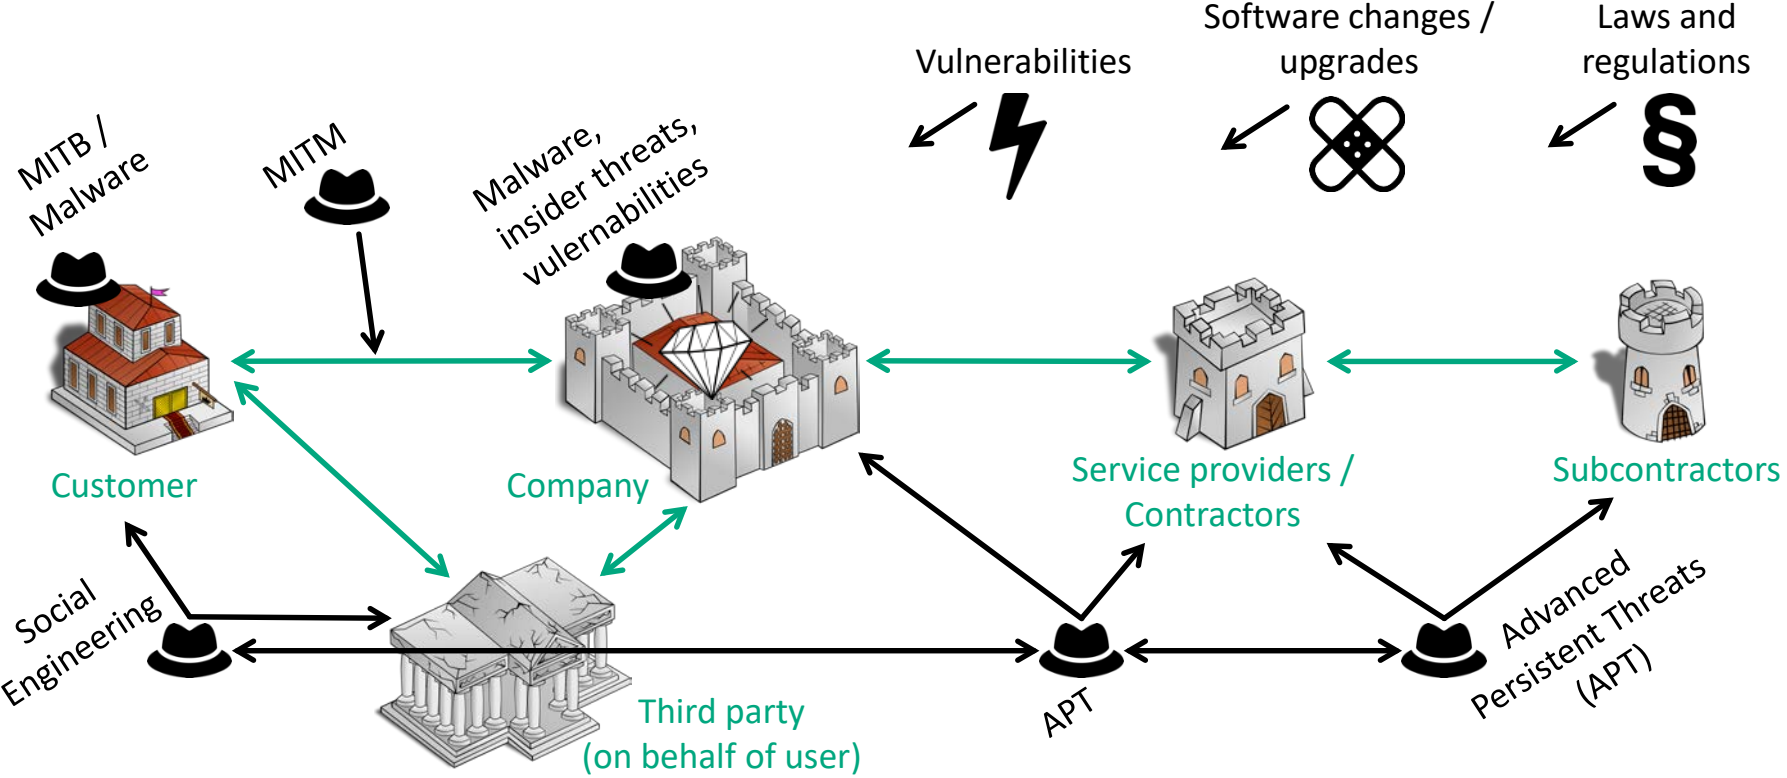 Vulnerabilities
Software changes /
upgrades
Laws and
regulations
MITB /
Malware
MITM
Malware,
insider threats,
vulernabilities
Customer
Company
Service providers /
Contractors
Subcontractors
Social
Engineering
Third party
(on behalf of user)
APT
Advanced
Persistent Threats
(APT)